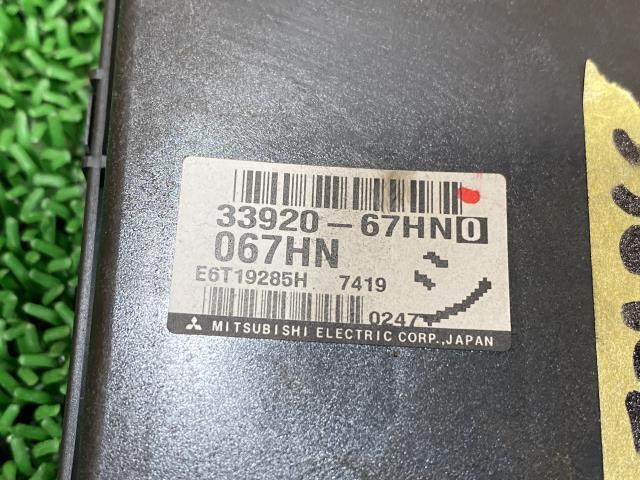 33920-67HN0
067HN
E6T19285H 7419
0247
MITSUBISHI ELECTRIC CORP., JAPAN